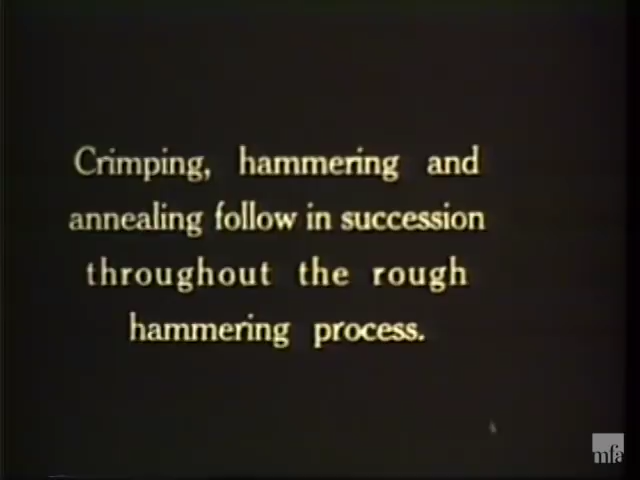 Crimping, hammering and
annealing follow in succession
throughout the rough
hammering process.
mfa